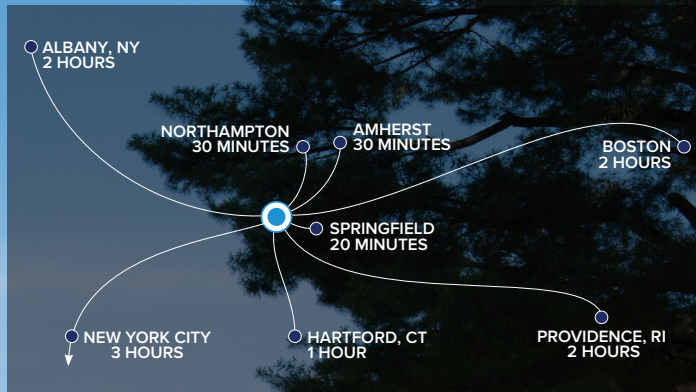 ALBANY, NY
2 HOURS
NORTHAMPTON
30 MINUTES
AMHERST
30 MINUTES
BOSTON
2 HOURS
SPRINGFIELD
20 MINUTES
NEW YORK CITY
3 HOURS
HARTFORD, CT
1 HOUR
PROVIDENCE, RI
2 HOURS